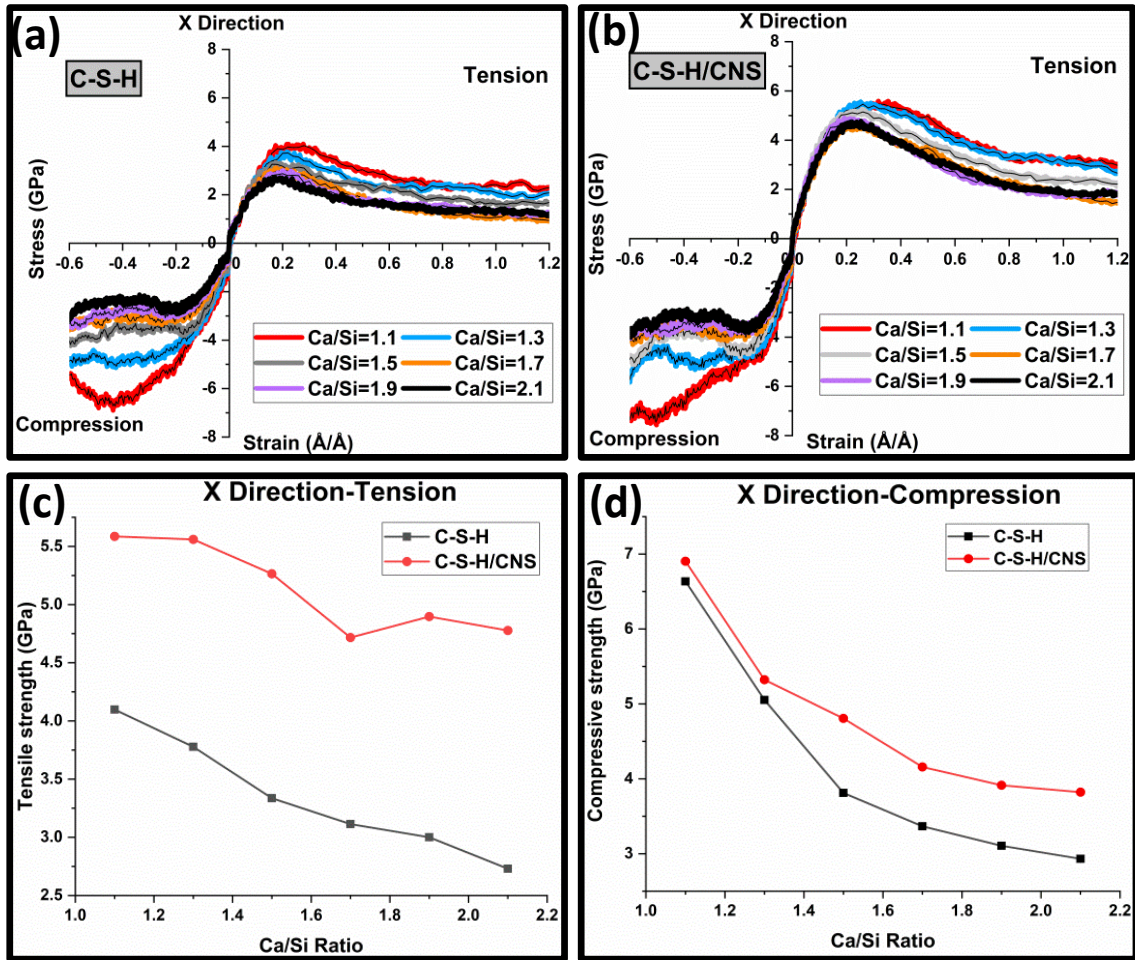 (a)
X Direction
C-S-H
Tension
8
6
4
2
0
-2
-4
-6
-8
-0.6 -0.4 -0.2 0 0.2 0.4 0.6 0.8 1.0 1.2
Stress (GPa)
Ca/Si=1.1 Ca/Si=1.3
Ca/Si=1.5 Ca/Si=1.7
Ca/Si=1.9 Ca/Si=2.1
Compression
Strain (Å/Å)
(b)
X Direction
C-S-H/CNS
Tension
8
6
4
2
0
-2
-4
-6
-8
-0.6 -0.4 -0.2 0 0.2 0.4 0.6 0.8 1.0 1.2
Stress (GPa)
Ca/Si=1.1 Ca/Si=1.3
Ca/Si=1.5 Ca/Si=1.7
Ca/Si=1.9 Ca/Si=2.1
Compression
Strain (Å/Å)
(c)
X Direction-Tension
C-S-H
C-S-H/CNS
5.5
5.0
4.5
4.0
3.5
3.0
2.5
Tensile strength (GPa)
1.0 1.2 1.4 1.6 1.8 2.0 2.2
Ca/Si Ratio
(d)
X Direction-Compression
C-S-H
C-S-H/CNS
7
6
5
4
3
Compressive strength (GPa)
1.0 1.2 1.4 1.6 1.8 2.0 2.2
Ca/Si Ratio